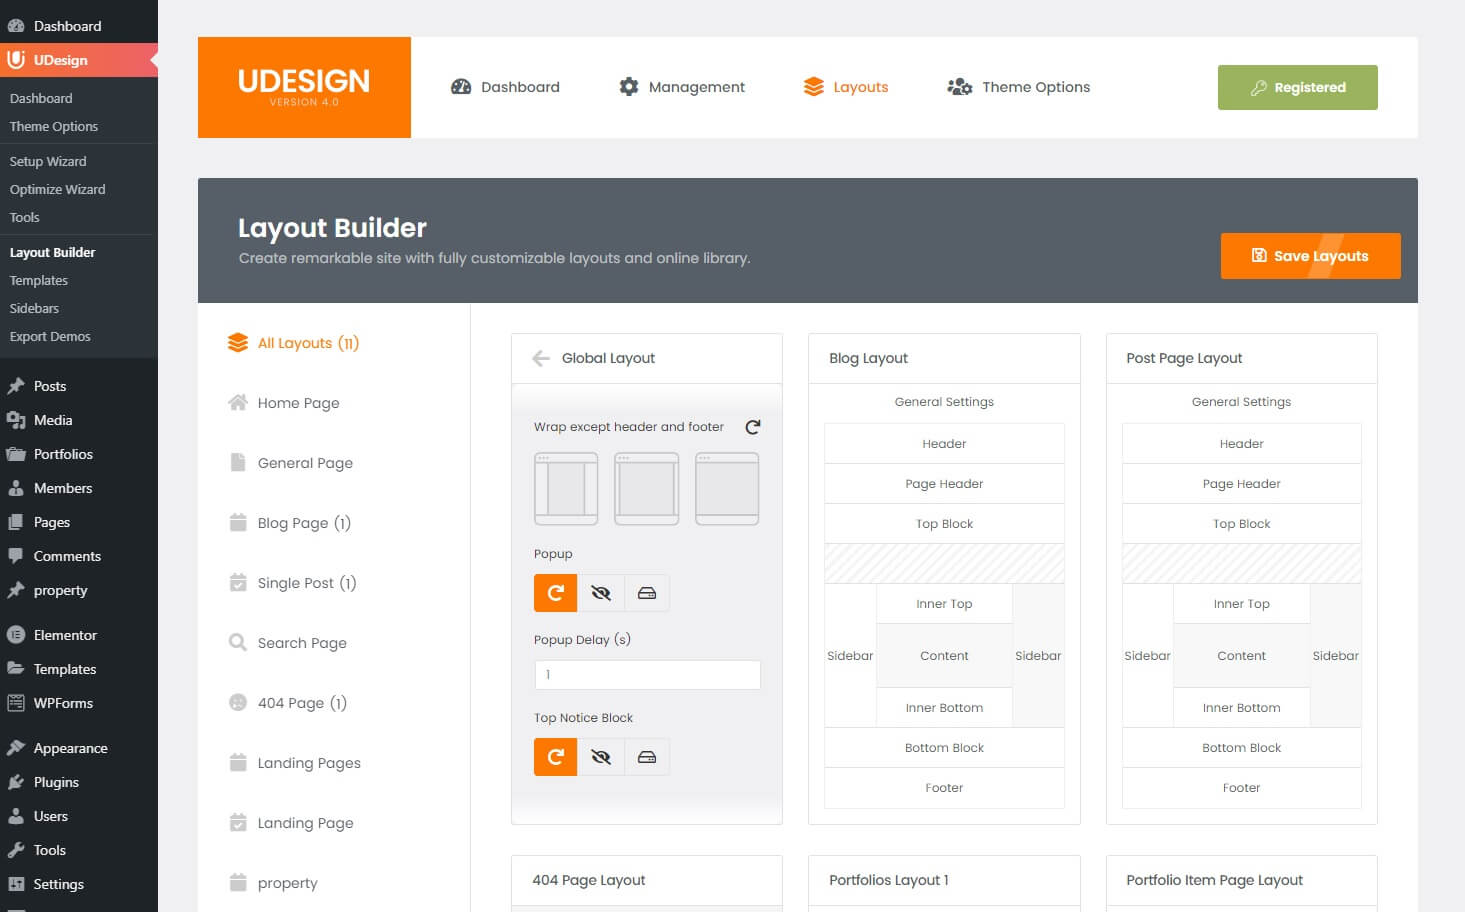 Dashboard
UDesign
Dashboard
Theme Options
Setup Wizard
Optimize Wizard
Tools
Layout Builder
Templates
Sidebars
Export Demos
Posts
Media
Portfolios
Members
Pages
Comments
property
Elementor
Templates
WPForms
Appearance
Plugins
Users
Tools
Settings
UDESIGN
VERSION 4.0
Dashboard
Management
Layouts
Theme Options
Registered
Layout Builder
Create remarkable site with fully customizable layouts and online library.
Save Layouts
All Layouts (11)
Home Page
General Page
Blog Page (1)
Single Post (1)
Search Page
404 Page (1)
Landing Pages
Landing Page
property
Global Layout
Wrap except header and footer
Popup
Popup Delay (s)
1
Top Notice Block
Blog Layout
General Settings
Header
Page Header
Top Block
Inner Top
Sidebar
Content
Sidebar
Inner Bottom
Bottom Block
Footer
Post Page Layout
General Settings
Header
Page Header
Top Block
Inner Top
Sidebar
Content
Sidebar
Inner Bottom
Bottom Block
Footer
404 Page Layout
Portfolios Layout 1
Portfolio Item Page Layout